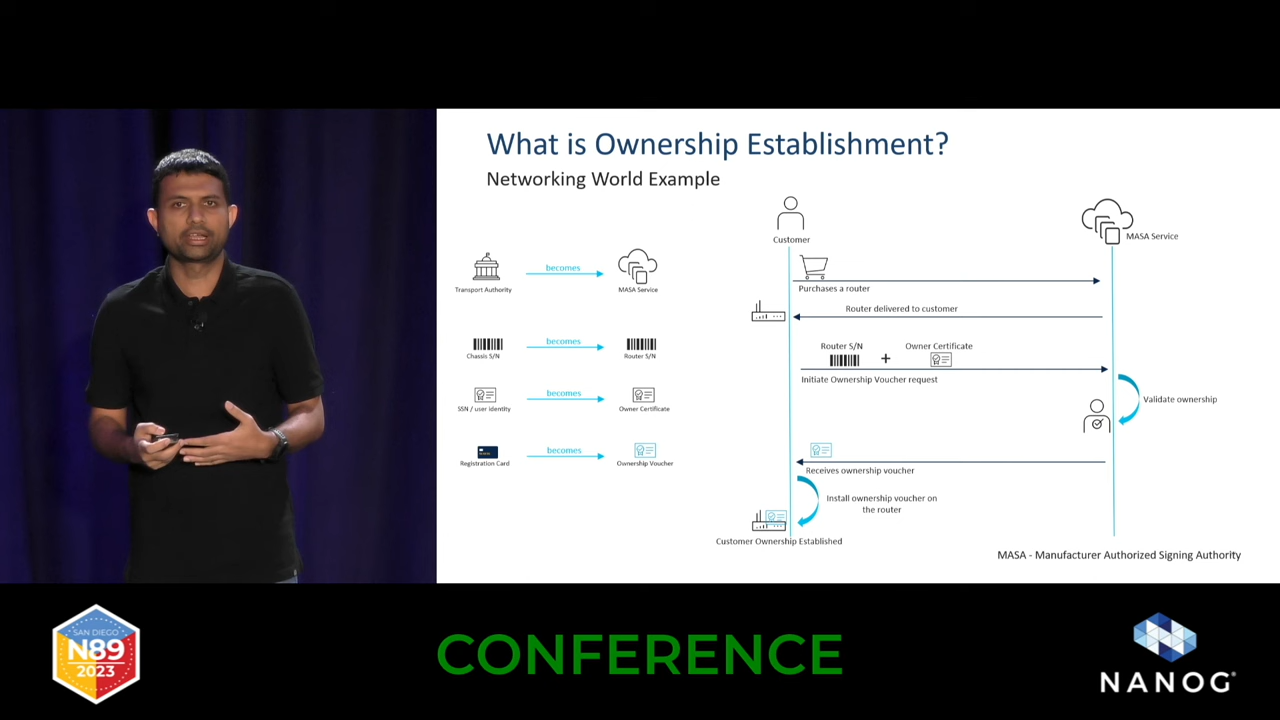 What is Ownership Establishment?
Networking World Example
Transport Authority
becomes
MASA Service
Chassis S/N
becomes
Router S/N
SSN / user identity
becomes
Owner Certificate
Registration Card
becomes
Ownership Voucher
Customer
MASA Service
Purchases a router
Router delivered to customer
Router S/N
+
Owner Certificate
Initiate Ownership Voucher request
Validate ownership
Receives ownership voucher
Install ownership voucher on
the router
Customer Ownership Established
MASA - Manufacturer Authorized Signing Authority
SAN DIEGO
N89
2023
CONFERENCE
NANOG®